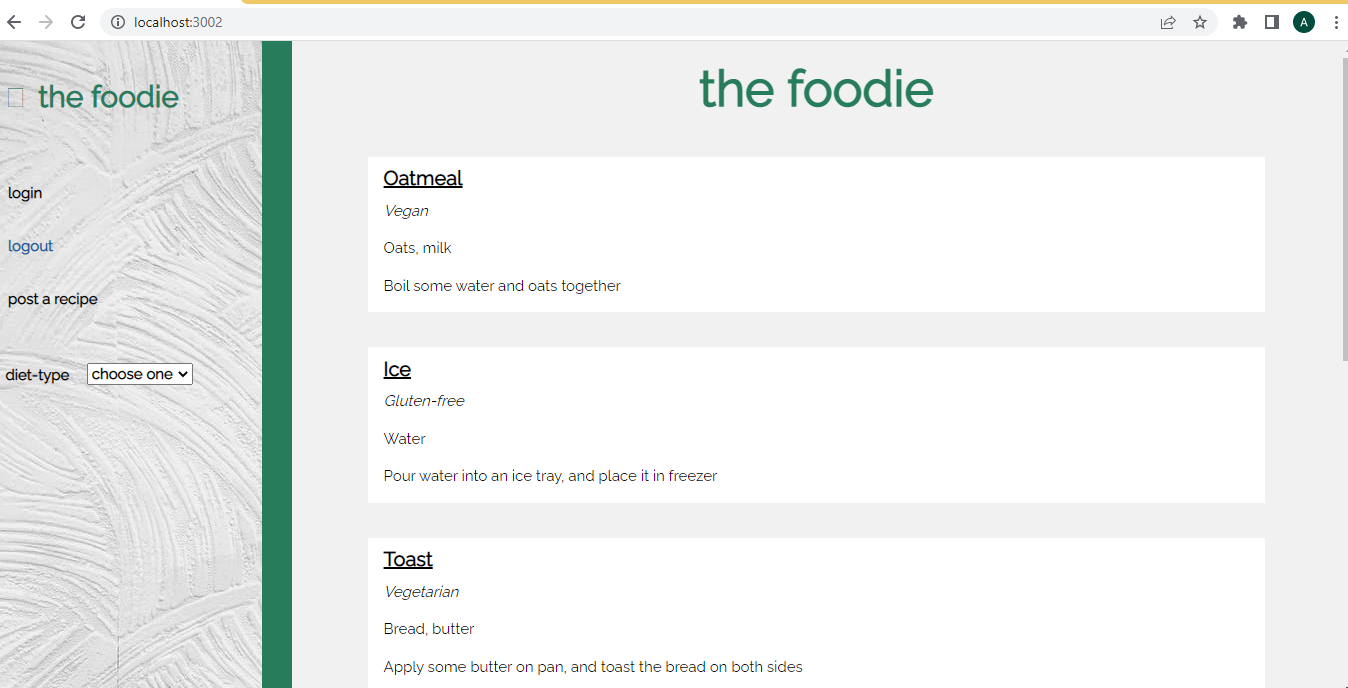 localhost:3002
A
the foodie
login
logout
post a recipe
diet-type choose one
the foodie
Oatmeal
Vegan
Oats, milk
Boil some water and oats together
Ice
Gluten-free
Water
Pour water into an ice tray, and place it in freezer
Toast
Vegetarian
Bread, butter
Apply some butter on pan, and toast the bread on both sides